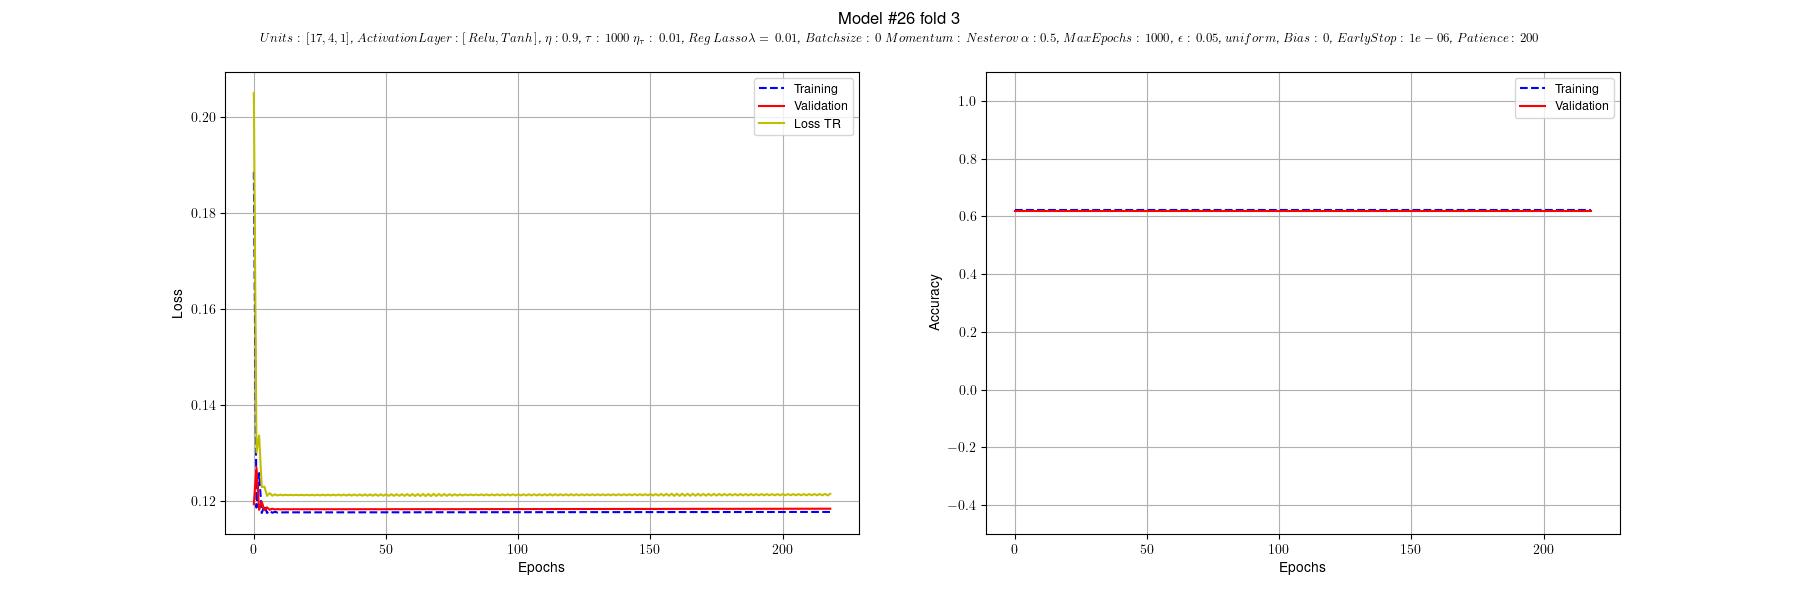 Model #26 fold 3
Units : [17, 4, 1], ActivationLayer : [Relu, Tanh], η : 0.9, τ : 1000 η_τ : 0.01, Reg Lasso λ = 0.01, Batchsize : 0 Momentum : Nesterov α : 0.5, MaxEpochs : 1000, ϵ : 0.05, uniform, Bias : 0, EarlyStop : 1e − 06, Patience : 200
Loss
0.20
0.18
0.16
0.14
0.12
0
50
100
150
200
Epochs
Training
Validation
Loss TR
Accuracy
1.0
0.8
0.6
0.4
0.2
0.0
−0.2
−0.4
0
50
100
150
200
Epochs
Training
Validation